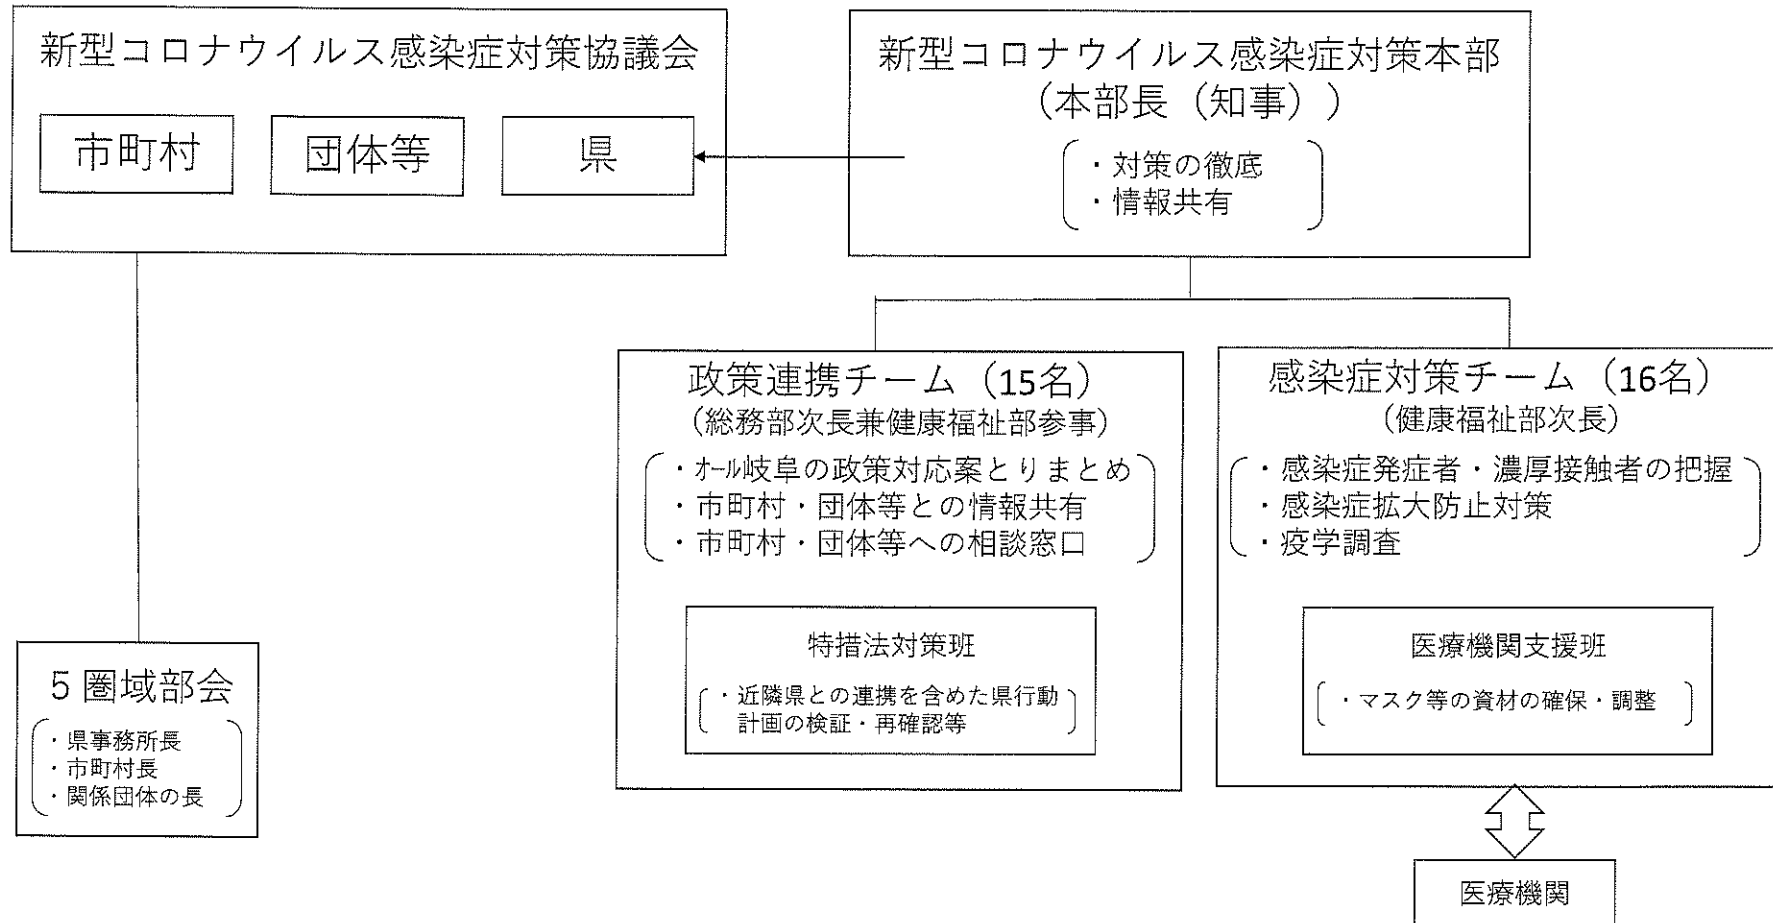 新型コロナウイルス感染症対策協議会
市町村
団体等
県
新型コロナウイルス感染症対策本部
（本部長（知事））
・対策の徹底
・情報共有
5圏域部会
・県事務所長
・市町村長
・関係団体の長
政策連携チーム（15名）
（総務部次長兼健康福祉部参事）
・ｵｰﾙ岐阜の政策対応案とりまとめ
・市町村・団体等との情報共有
・市町村・団体等への相談窓口
特措法対策班
・近隣県との連携を含めた県行動
計画の検証・再確認等
感染症対策チーム（16名）
（健康福祉部次長）
・感染症発症者・濃厚接触者の把握
・感染症拡大防止対策
・疫学調査
医療機関支援班
・マスク等の資材の確保・調整
医療機関